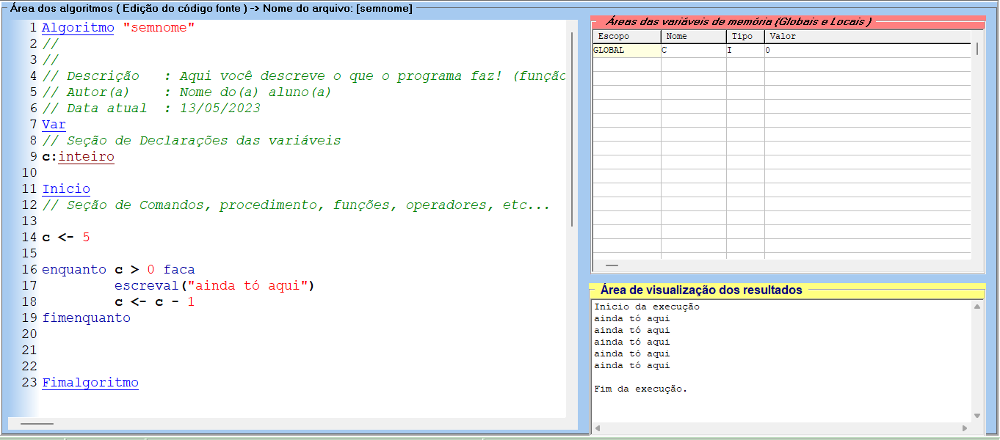 Área dos algoritmos ( Edição do código fonte ) -> Nome do arquivo: [semnome]
1 Algoritmo "semnome"
2 //
3 //
4 // Descrição   : Aqui você descreve o que o programa faz! (função
5 // Autor(a)    : Nome do(a) aluno(a)
6 // Data atual  : 13/05/2023
7 Var
8 // Seção de Declarações das variáveis
9 c:inteiro
10
11 Inicio
12 // Seção de Comandos, procedimento, funções, operadores, etc...
13
14 c <- 5
15
16 enquanto c > 0 faca
17          escreval("ainda tó aqui")
18          c <- c - 1
19 fimenquanto
20
21
22
23 Fimalgoritmo
Áreas das variáveis de memória (Globais e Locais )
Escopo Nome Tipo Valor
GLOBAL C I 0
Área de visualização dos resultados
Início da execução
ainda tó aqui
ainda tó aqui
ainda tó aqui
ainda tó aqui
ainda tó aqui
Fim da execução.